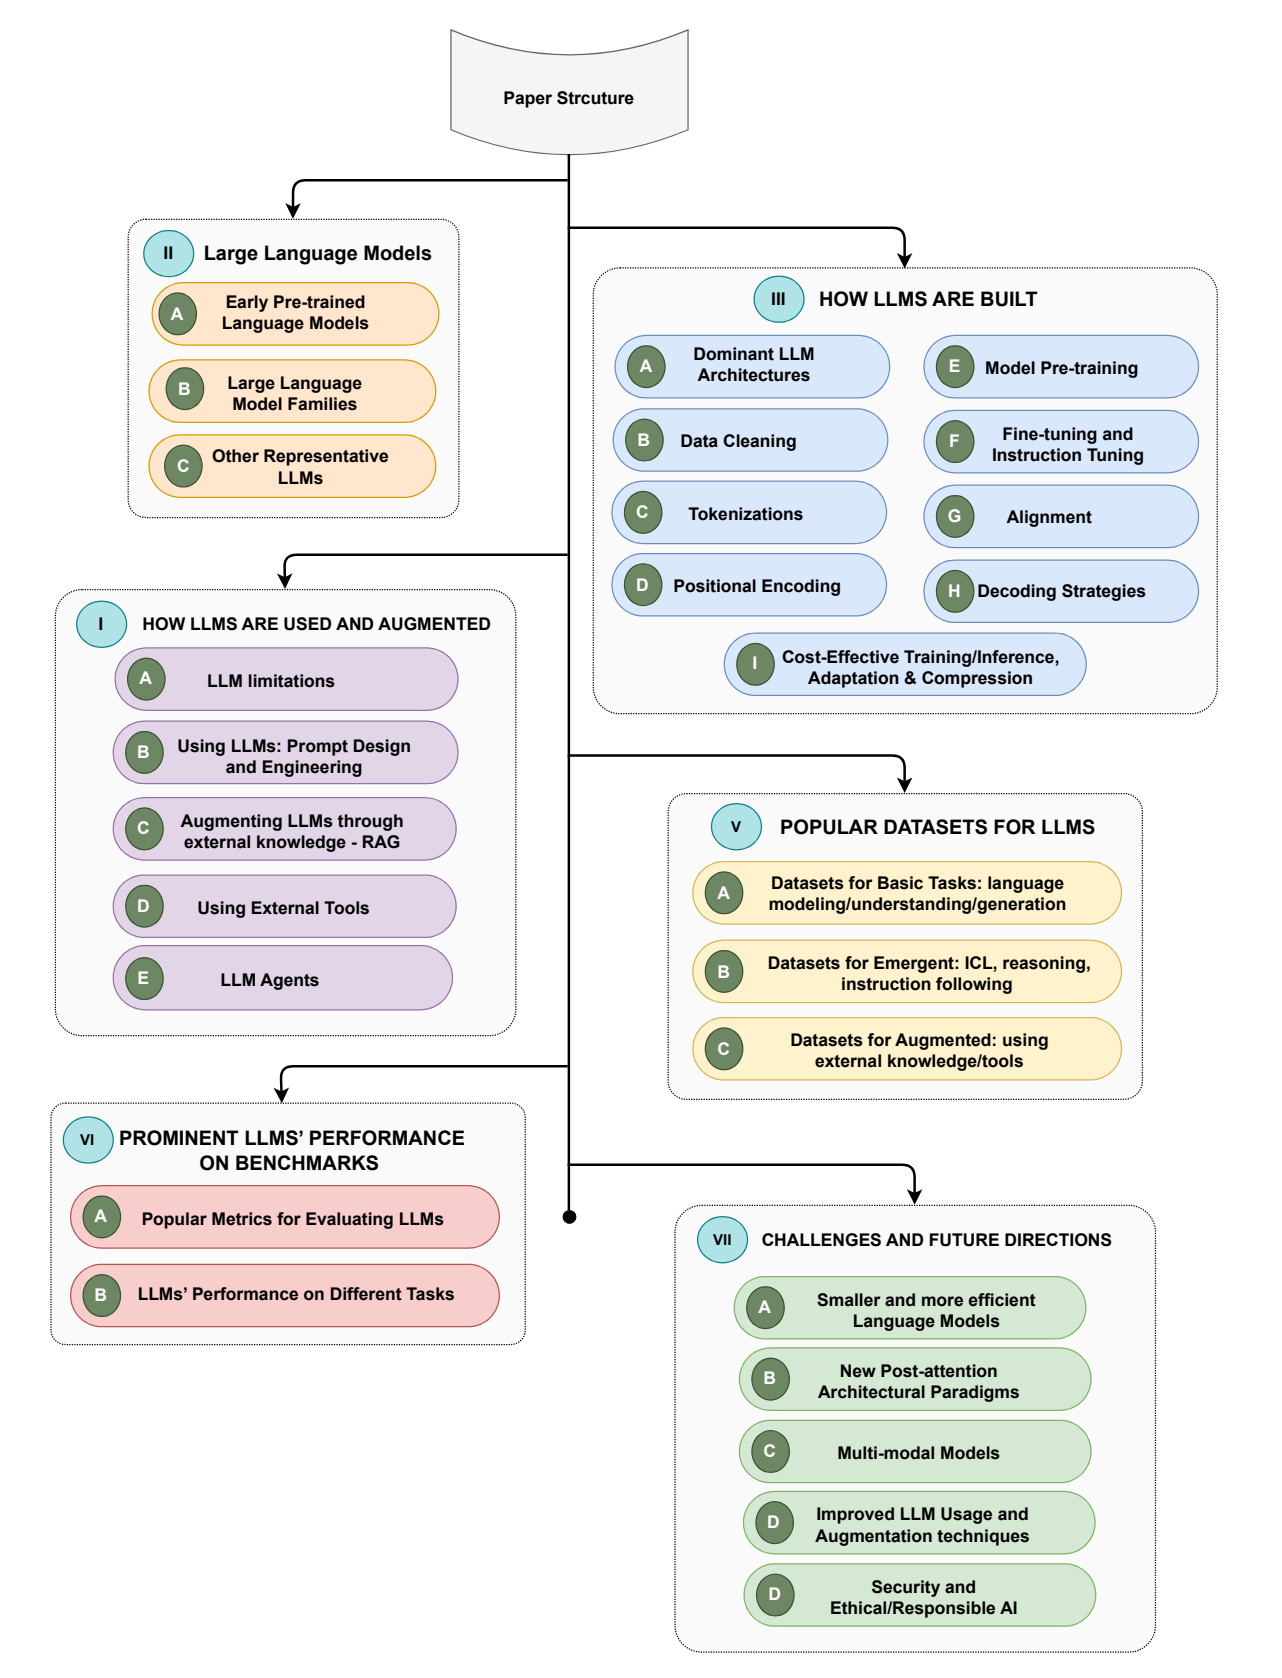 Paper Strcuture
II
Large Language Models
A
Early Pre-trained
Language Models
B
Large Language
Model Families
C
Other Representative
LLMs
III
HOW LLMS ARE BUILT
A
Dominant LLM
Architectures
B
Data Cleaning
C
Tokenizations
D
Positional Encoding
E
Model Pre-training
F
Fine-tuning and
Instruction Tuning
G
Alignment
H
Decoding Strategies
I
Cost-Effective Training/Inference,
Adaptation & Compression
I
HOW LLMS ARE USED AND AUGMENTED
A
LLM limitations
B
Using LLMs: Prompt Design
and Engineering
C
Augmenting LLMs through
external knowledge - RAG
D
Using External Tools
E
LLM Agents
V
POPULAR DATASETS FOR LLMS
A
Datasets for Basic Tasks: language
modeling/understanding/generation
B
Datasets for Emergent: ICL, reasoning,
instruction following
C
Datasets for Augmented: using
external knowledge/tools
VI
PROMINENT LLMS’ PERFORMANCE
ON BENCHMARKS
A
Popular Metrics for Evaluating LLMs
B
LLMs’ Performance on Different Tasks
VII
CHALLENGES AND FUTURE DIRECTIONS
A
Smaller and more efficient
Language Models
B
New Post-attention
Architectural Paradigms
C
Multi-modal Models
D
Improved LLM Usage and
Augmentation techniques
D
Security and
Ethical/Responsible AI